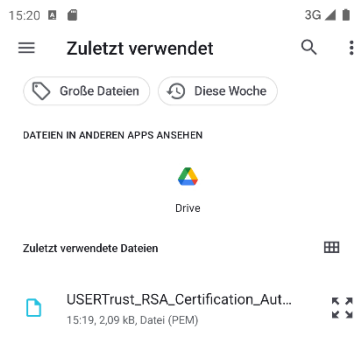 15:20
3G
Zuletzt verwendet
Große Dateien
Diese Woche
DATEIEN IN ANDEREN APPS ANSEHEN
Drive
Zuletzt verwendete Dateien
USERTrust_RSA_Certification_Aut...
15:19, 2,09 kB, Datei (PEM)